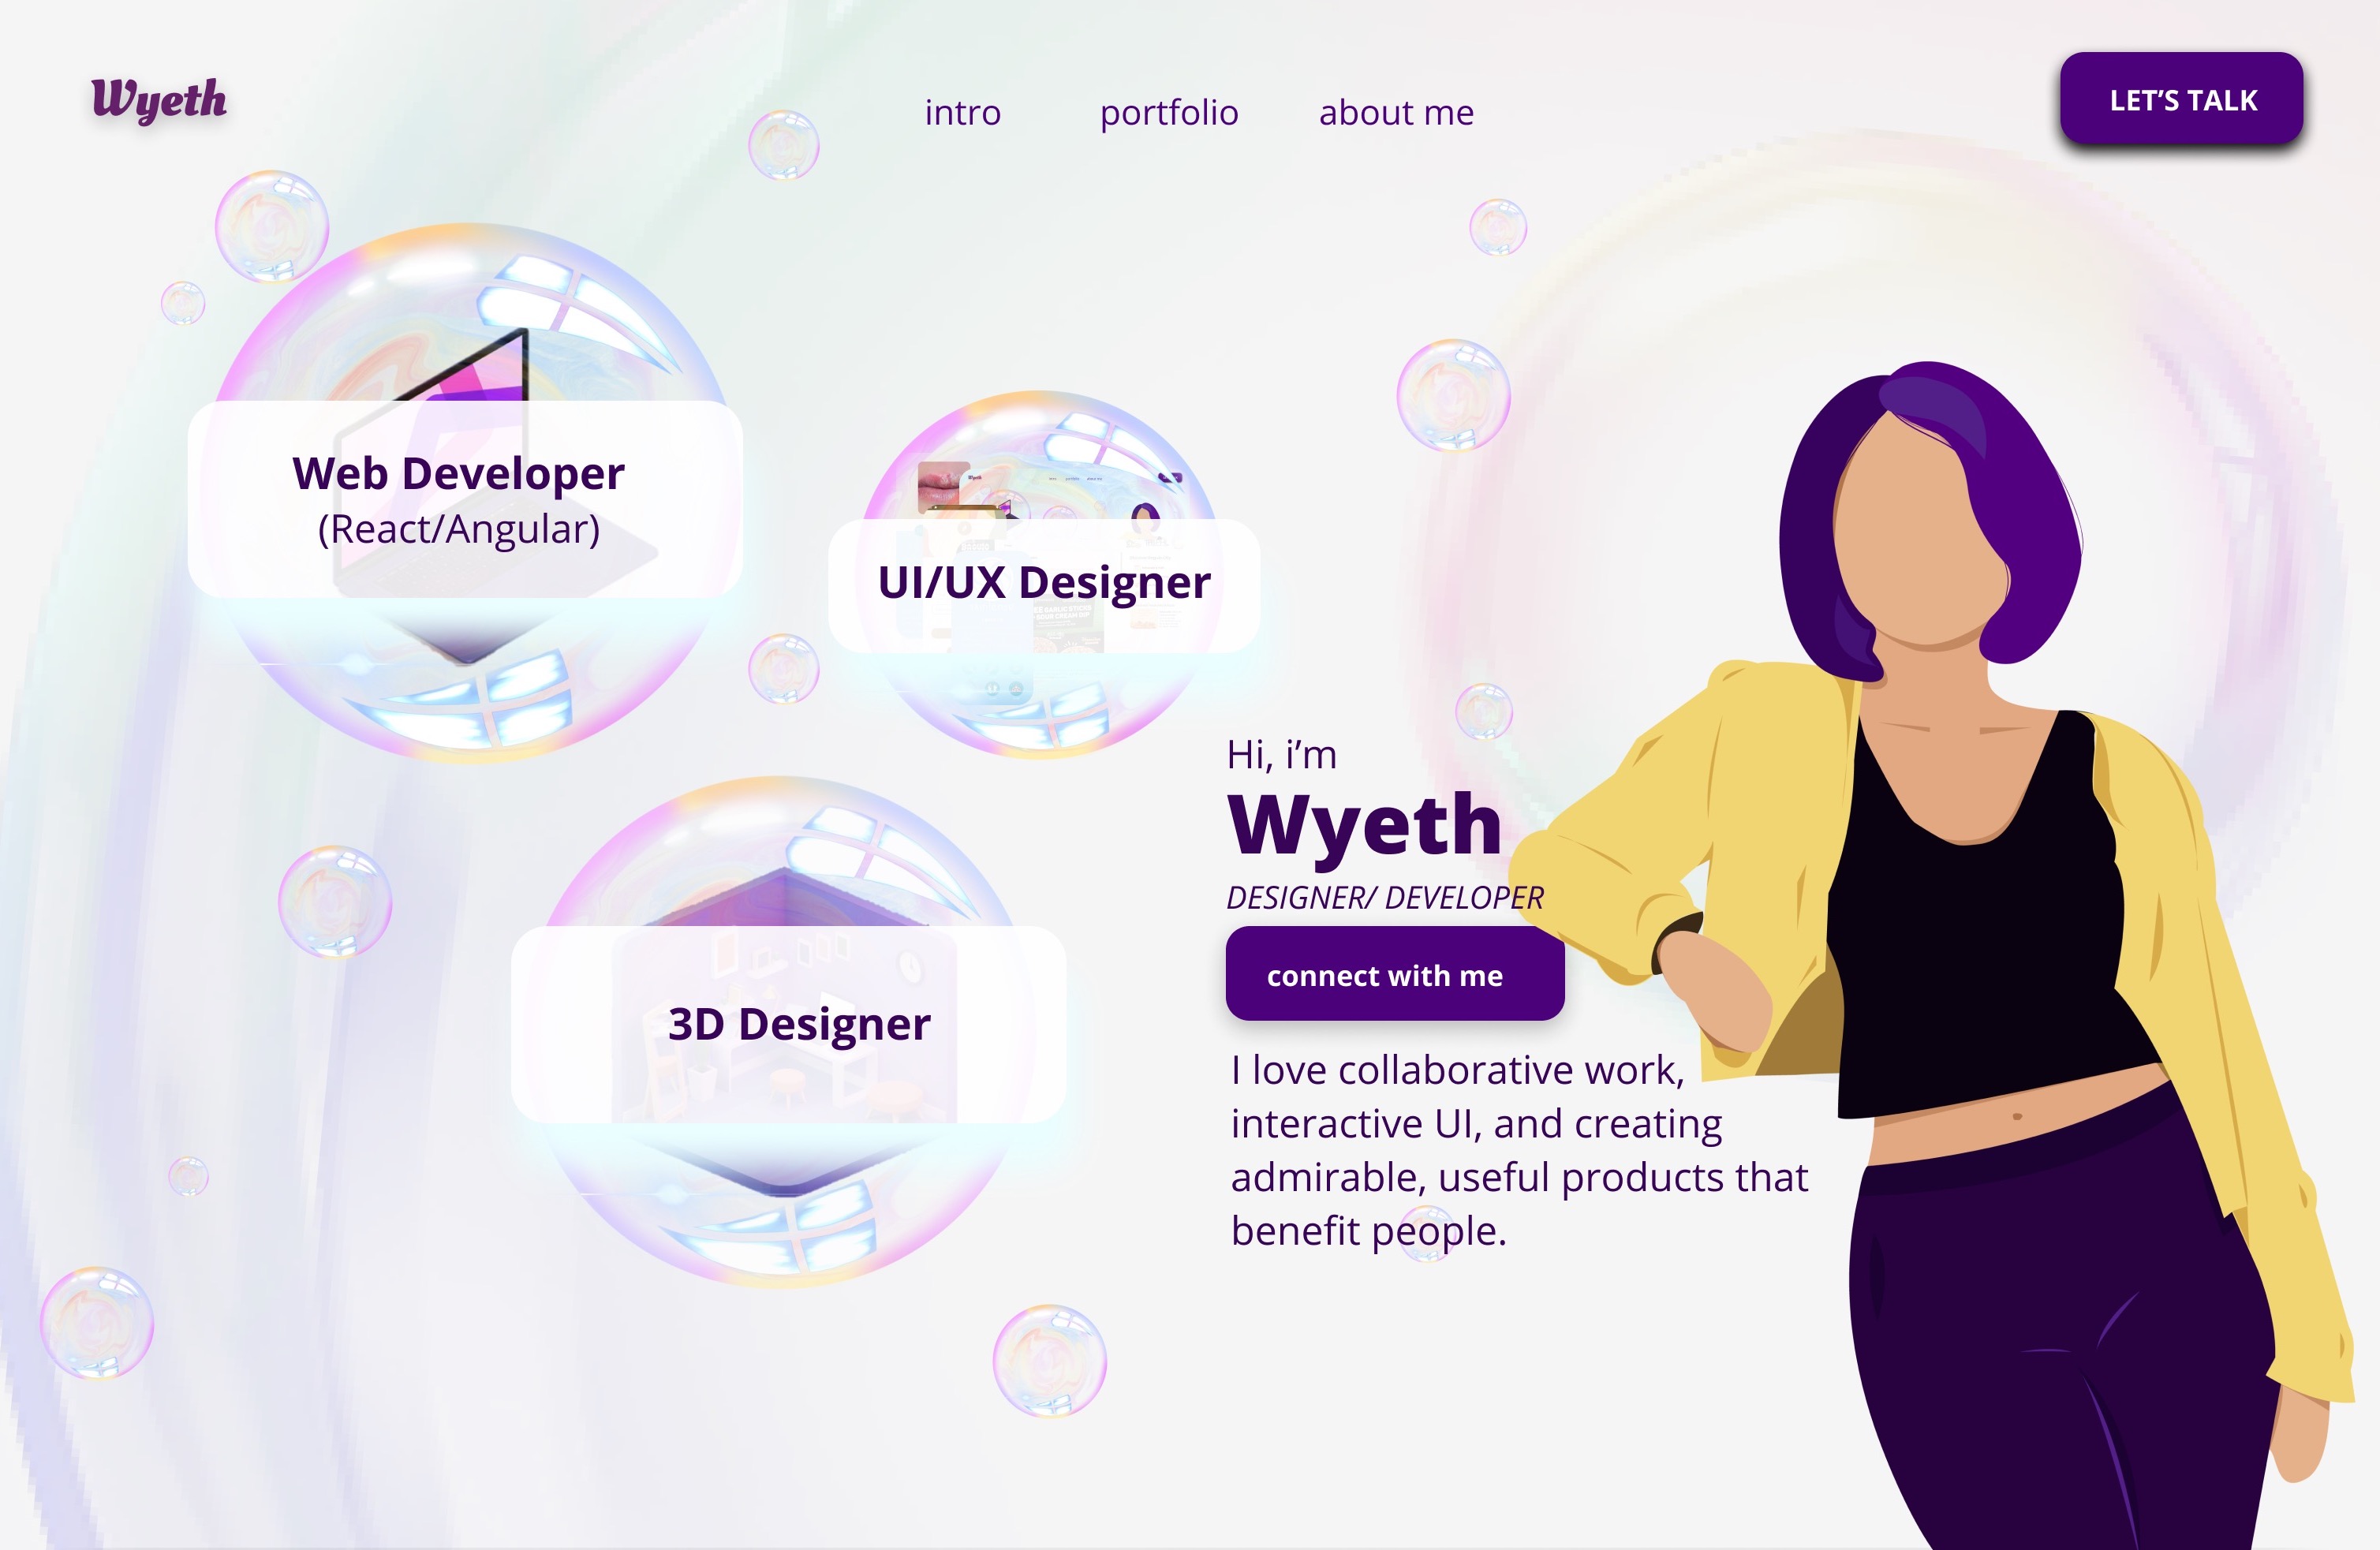 Wyeth
intro
portfolio
about me
LET’S TALK
Web Developer
(React/Angular)
UI/UX Designer
3D Designer
Hi, i’m
Wyeth
DESIGNER/ DEVELOPER
connect with me
I love collaborative work,
interactive UI, and creating
admirable, useful products that
benefit people.